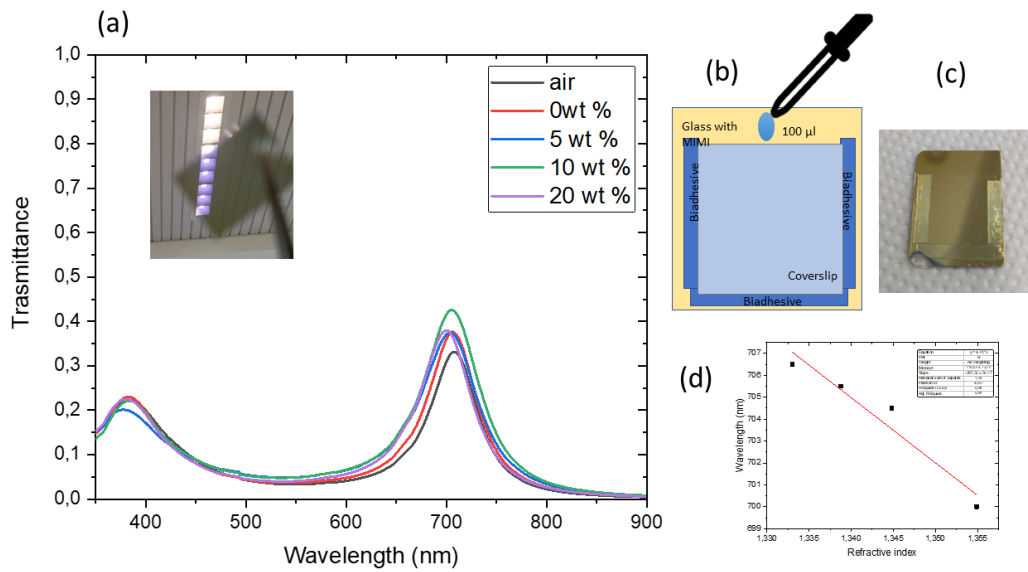 (a)
1,0
0,9
0,8
0,7
0,6
0,5
0,4
0,3
0,2
0,1
0,0
Trasmittance
400 500 600 700 800 900
Wavelength (nm)
air
0wt %
5 wt %
10 wt %
20 wt %
(b)
Glass with
MIMI
100 µl
Biadhesive
Biadhesive
Coverslip
Biadhesive
(c)
(d)
707
706
705
704
703
702
701
700
699
Wavelength (nm)
1,330 1,335 1,340 1,345 1,350 1,355
Refractive index
Equation
Slope